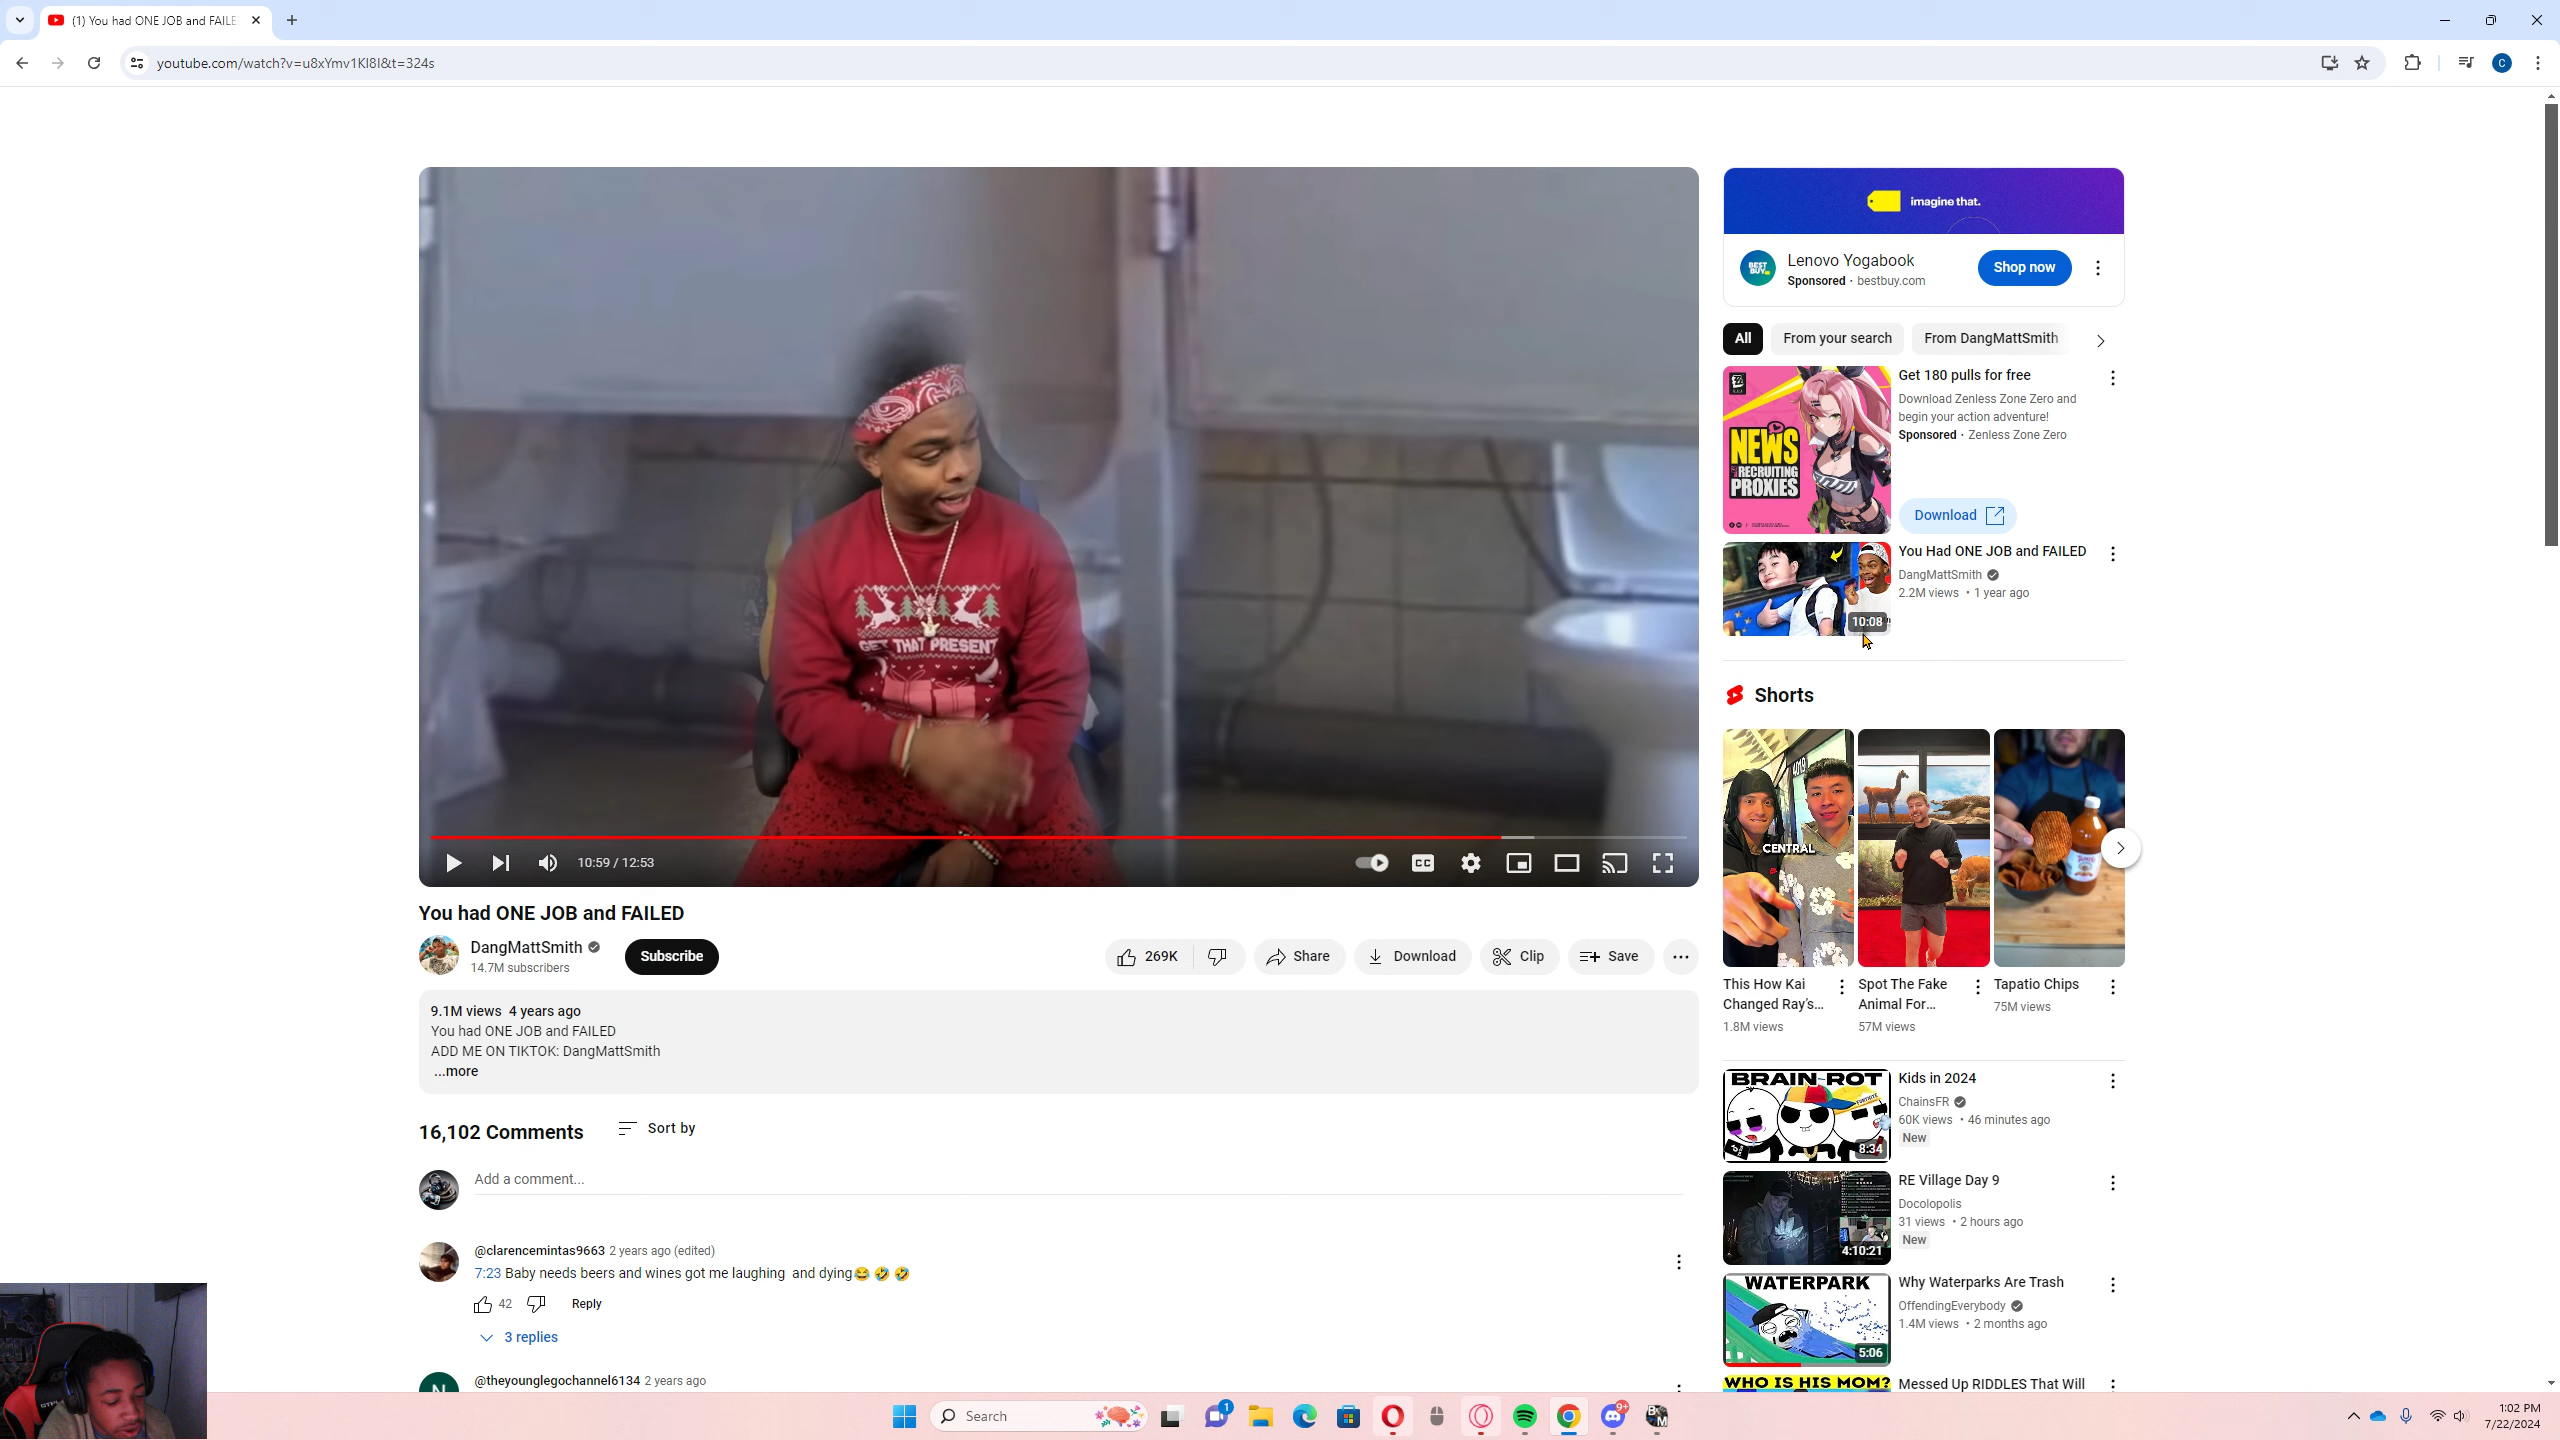 (1) You had ONE JOB and FAILE
youtube.com/watch?v=u8xYmv1KI8I&t=324s
C
GET THAT PRESENT
10:59 / 12:53
CC
You had ONE JOB and FAILED
DangMattSmith
14.7M subscribers
Subscribe
269K
Share
Download
Clip
Save
9.1M views 4 years ago
You had ONE JOB and FAILED
ADD ME ON TIKTOK: DangMattSmith
...more
16,102 Comments
Sort by
Add a comment...
@clarencemintas9663 2 years ago (edited)
7:23 Baby needs beers and wines got me laughing and dying😂 🤣 🤣
42
Reply
3 replies
N
@theyounglegochannel6134 2 years ago
imagine that.
BEST BUY
Lenovo Yogabook
Sponsored · bestbuy.com
Shop now
All
From your search
From DangMattSmith
NEWS
RECRUITING
PROXIES
Get 180 pulls for free
Download Zenless Zone Zero and
begin your action adventure!
Sponsored · Zenless Zone Zero
Download
10:08
You Had ONE JOB and FAILED
DangMattSmith
2.2M views • 1 year ago
Shorts
4019
CENTRAL
This How Kai
Changed Ray's...
1.8M views
Spot The Fake
Animal For...
57M views
Tapatio Chips
75M views
BRAIN-ROT
8:34
Kids in 2024
ChainsFR
60K views • 46 minutes ago
New
4:10:21
RE Village Day 9
Docolopolis
31 views • 2 hours ago
New
WATERPARK
5:06
Why Waterparks Are Trash
OffendingEverybody
1.4M views • 2 months ago
WHO IS HIS MOM?
Messed Up RIDDLES That Will
Search
1
9+
1:02 PM
7/22/2024